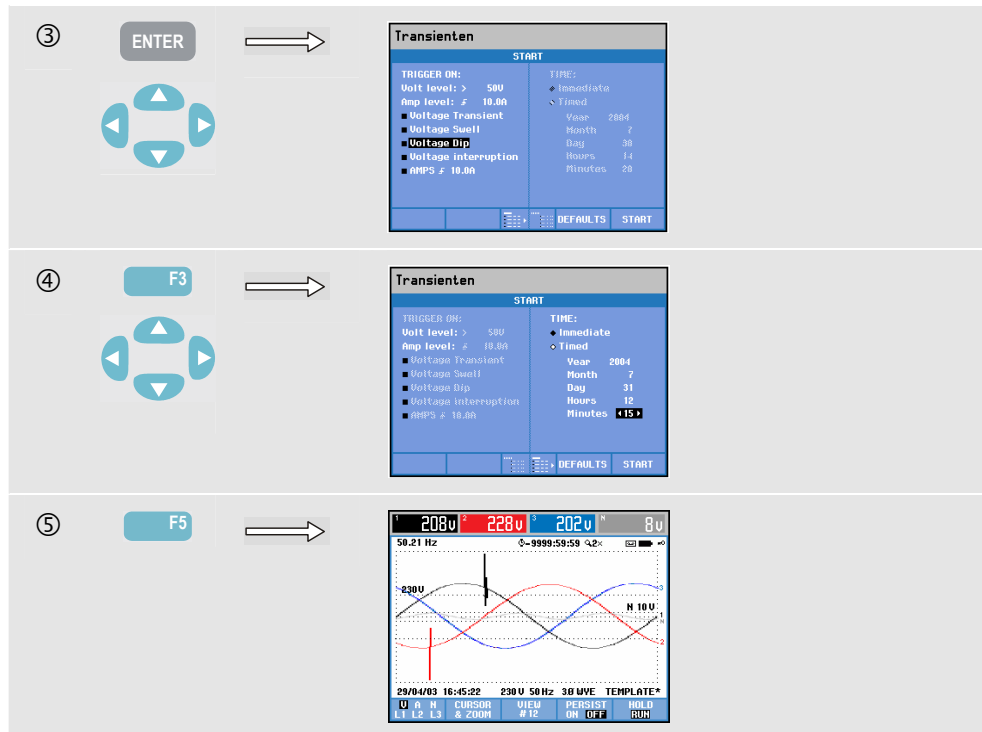 ③ ENTER
Transienten
START
TRIGGER ON:
Volt level: > 50V
Amp level: ⨍ 10.0A
■ Voltage Transient
■ Voltage Swell
■ Voltage Dip
■ Voltage interruption
■ AMPS ⨍ 10.0A
TIME:
◆ Immediate
◇ Timed
Year 2004
Month 7
Day 30
Hours 14
Minutes 20
DEFAULTS START
④ F3
Transienten
START
TRIGGER ON:
Volt level: > 50V
Amp level: ⨍ 10.0A
■ Voltage Transient
■ Voltage Swell
■ Voltage Dip
■ Voltage interruption
■ AMPS ⨍ 10.0A
TIME:
◆ Immediate
◇ Timed
Year 2004
Month 7
Day 31
Hours 12
Minutes 15
DEFAULTS START
⑤ F5
1 208V 2 228V 3 202V N 8V
50.21 Hz -9999:59:59 2×
230V
N 10V
3
1
N
2
29/04/03 16:45:22 230V 50Hz 3Ø WYE TEMPLATE*
V A N CURSOR VIEW PERSIST HOLD
L1 L2 L3 & ZOOM #12 ON OFF RUN